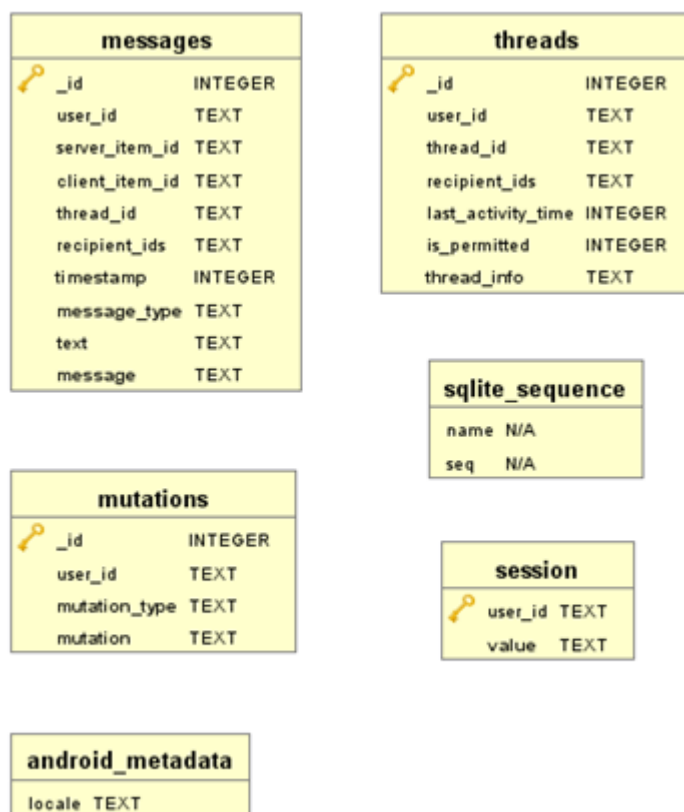 messages
_id INTEGER
user_id TEXT
server_item_id TEXT
client_item_id TEXT
thread_id TEXT
recipient_ids TEXT
timestamp INTEGER
message_type TEXT
text TEXT
message TEXT
threads
_id INTEGER
user_id TEXT
thread_id TEXT
recipient_ids TEXT
last_activity_time INTEGER
is_permitted INTEGER
thread_info TEXT
sqlite_sequence
name N/A
seq N/A
mutations
_id INTEGER
user_id TEXT
mutation_type TEXT
mutation TEXT
session
user_id TEXT
value TEXT
android_metadata
locale TEXT